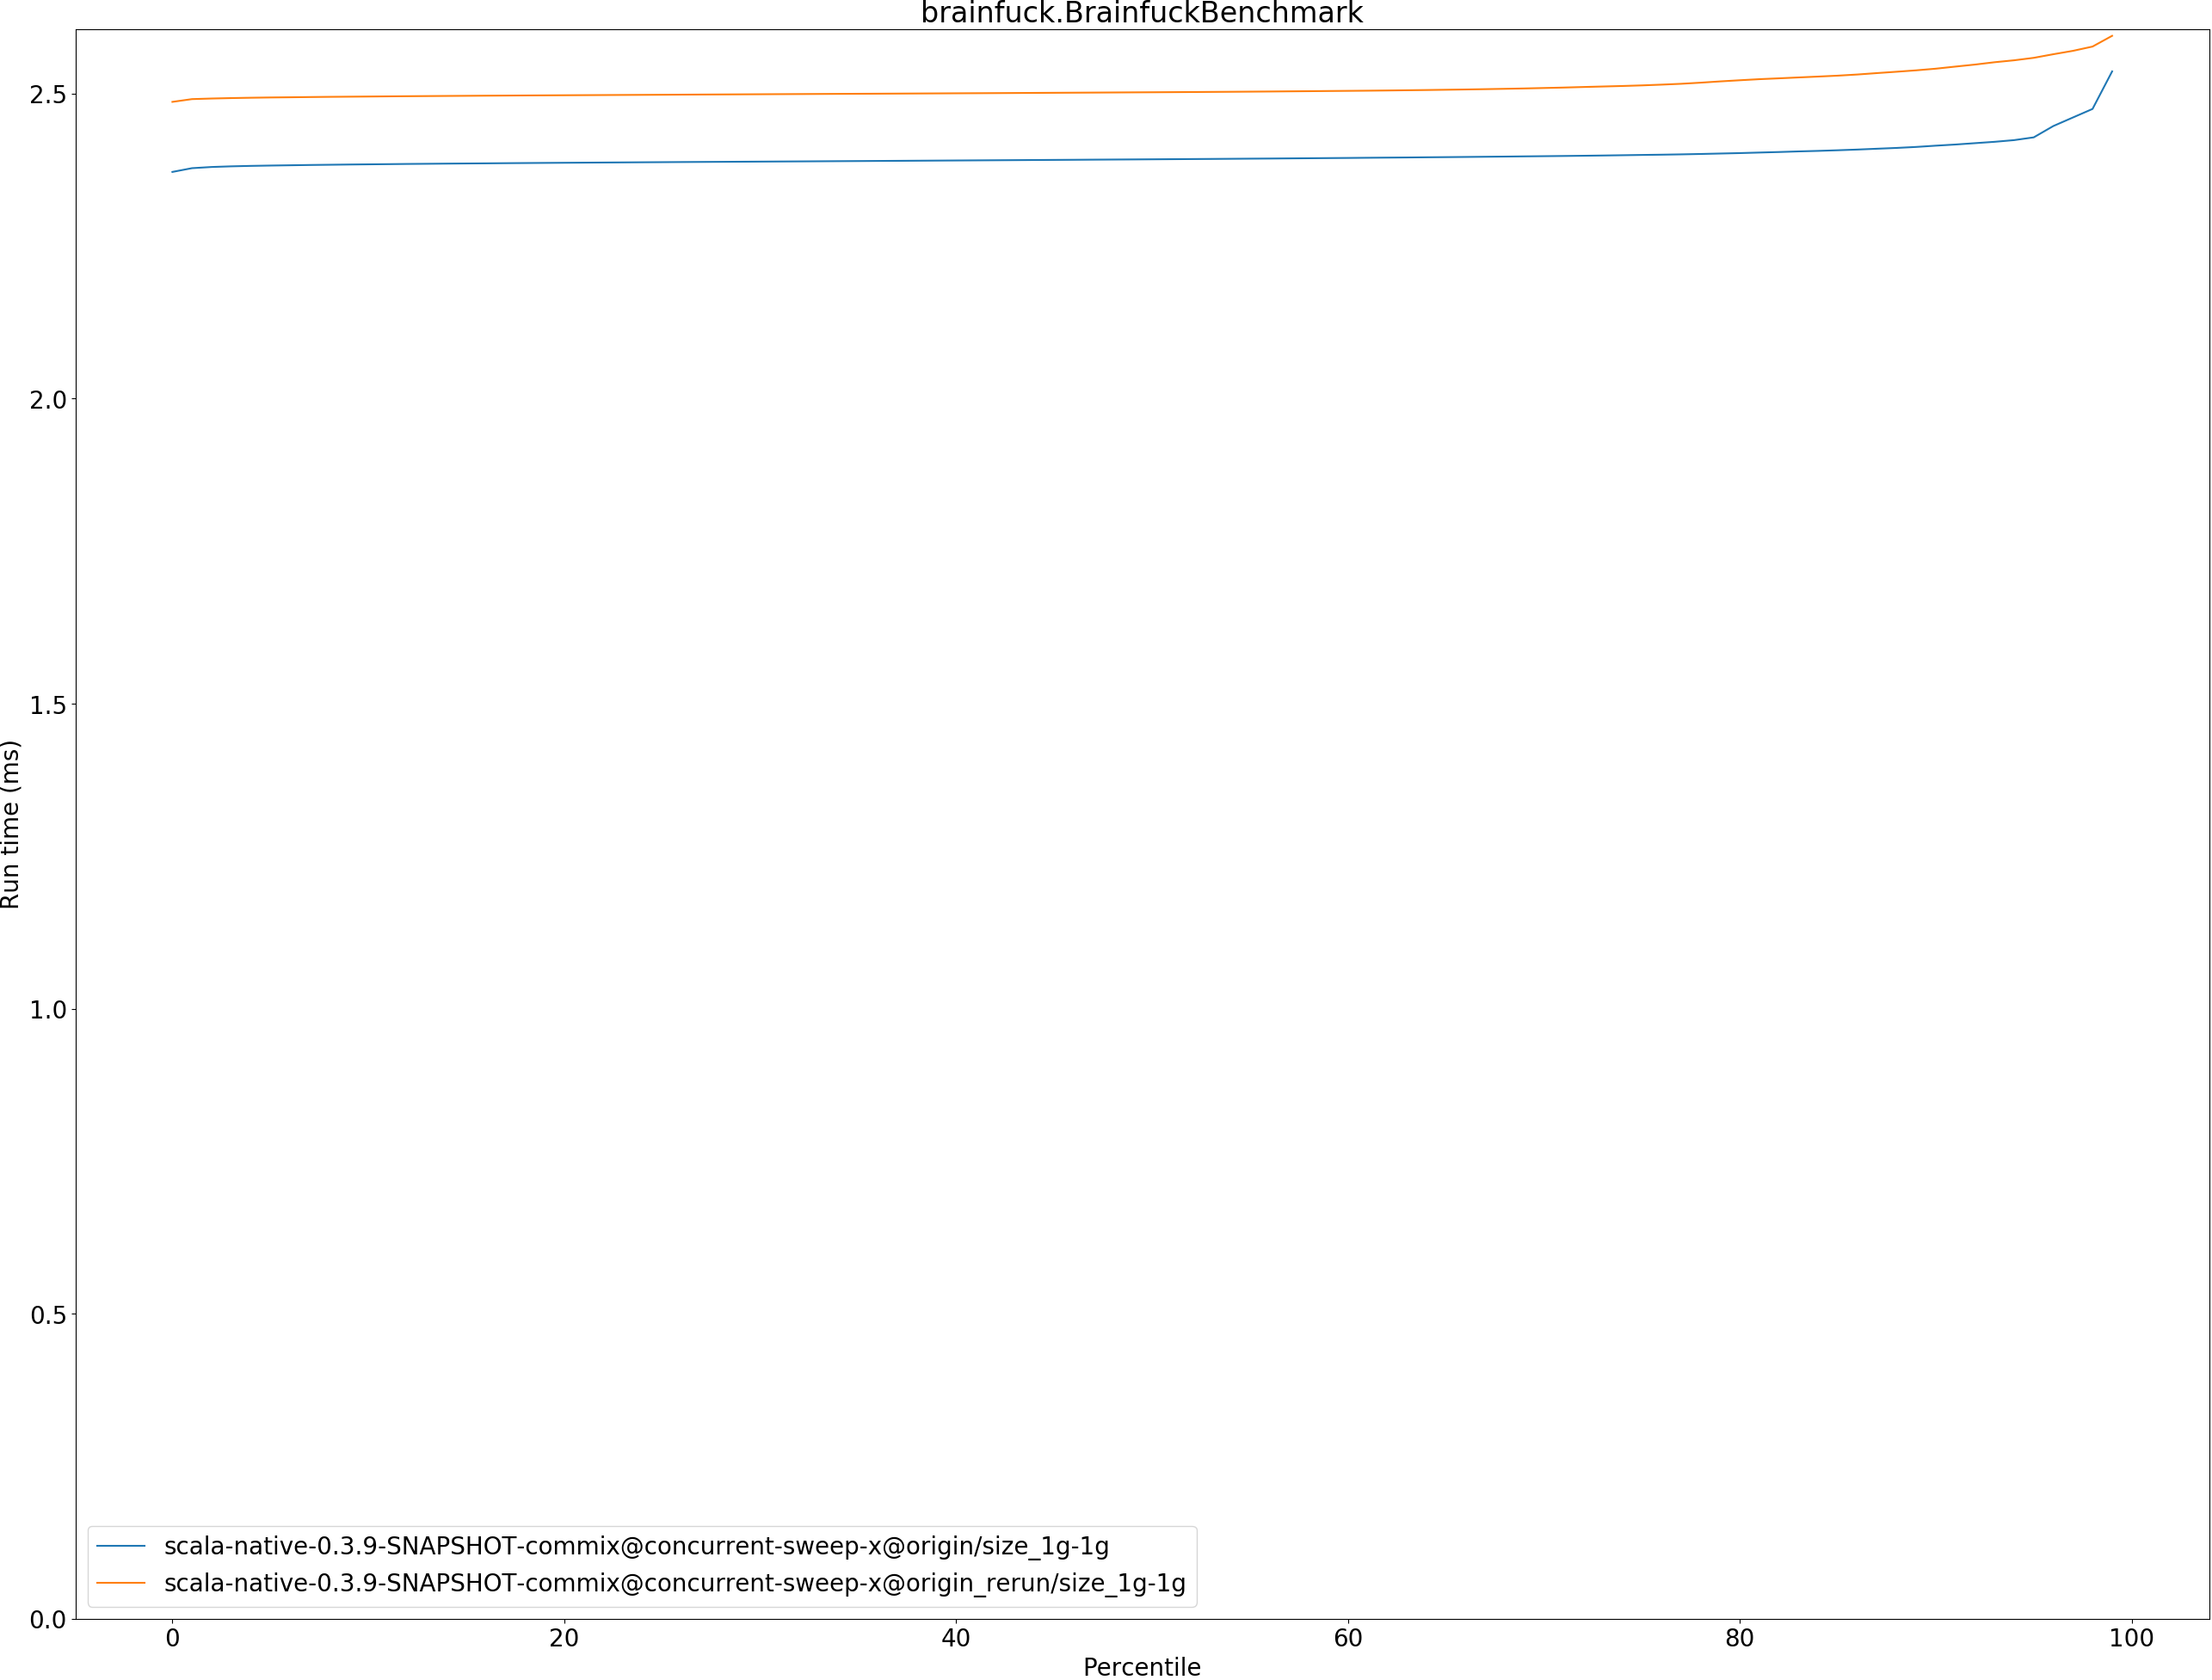 brainfuck.BrainfuckBenchmark
2.5
2.0
1.5
1.0
0.5
0.0
Run time (ms)
0 20 40 60 80 100
Percentile
scala-native-0.3.9-SNAPSHOT-commix@concurrent-sweep-x@origin/size_1g-1g
scala-native-0.3.9-SNAPSHOT-commix@concurrent-sweep-x@origin_rerun/size_1g-1g